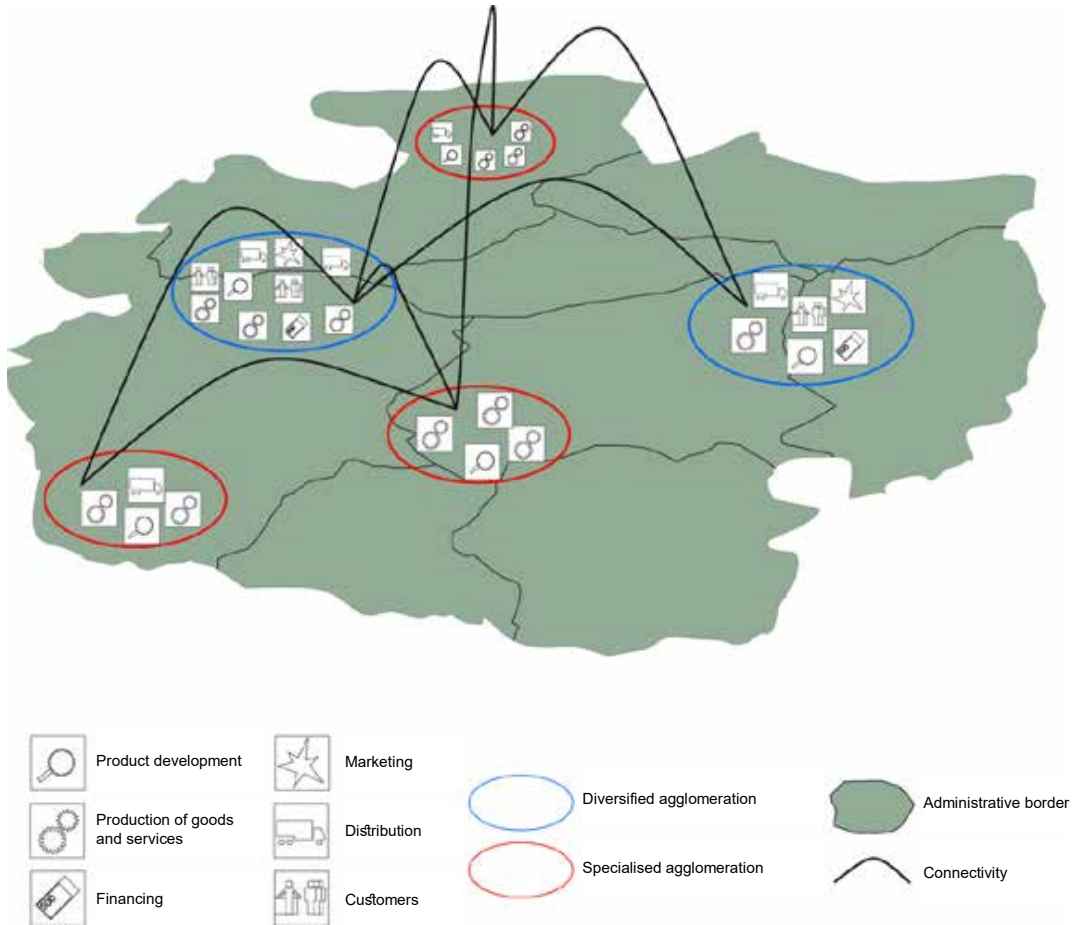 Product development
Production of goods
and services
Financing
Marketing
Distribution
Customers
Diversified agglomeration
Specialised agglomeration
Administrative border
Connectivity